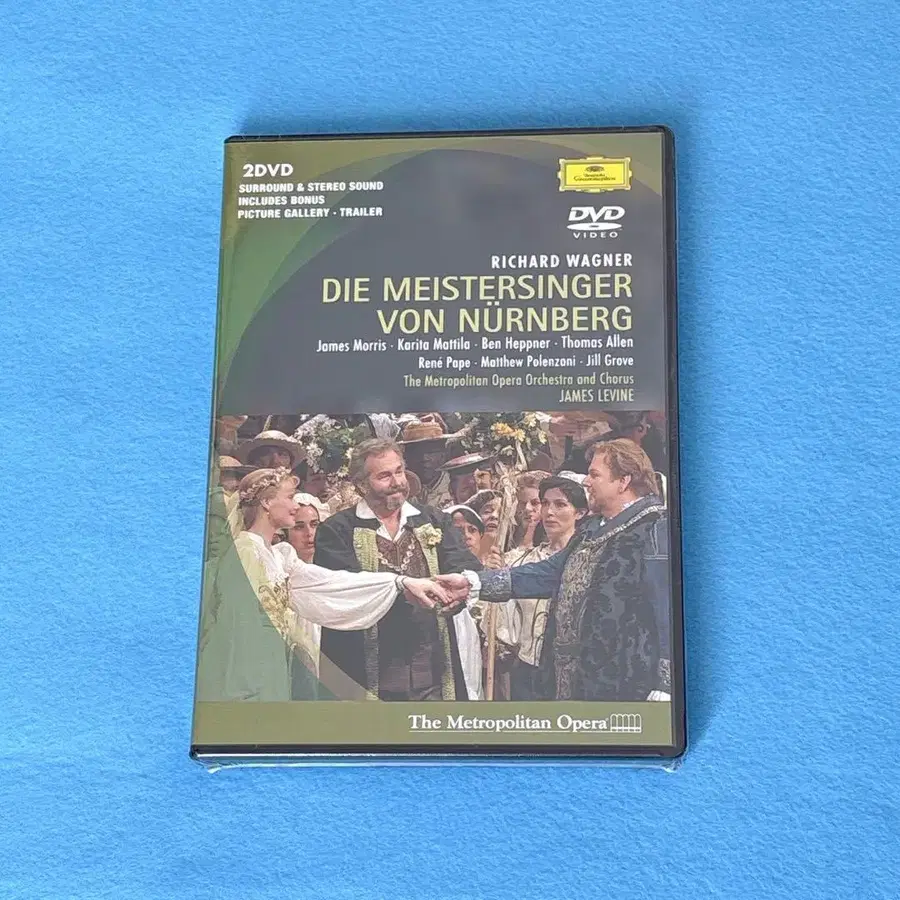 2DVD
SURROUND & STEREO SOUND
INCLUDES BONUS
PICTURE GALLERY · TRAILER
Deutsche
Grammophon
DVD
VIDEO
RICHARD WAGNER
DIE MEISTERSINGER
VON NÜRNBERG
James Morris · Karita Mattila · Ben Heppner · Thomas Allen
René Pape · Matthew Polenzani · Jill Grove
The Metropolitan Opera Orchestra and Chorus
JAMES LEVINE
The Metropolitan Opera